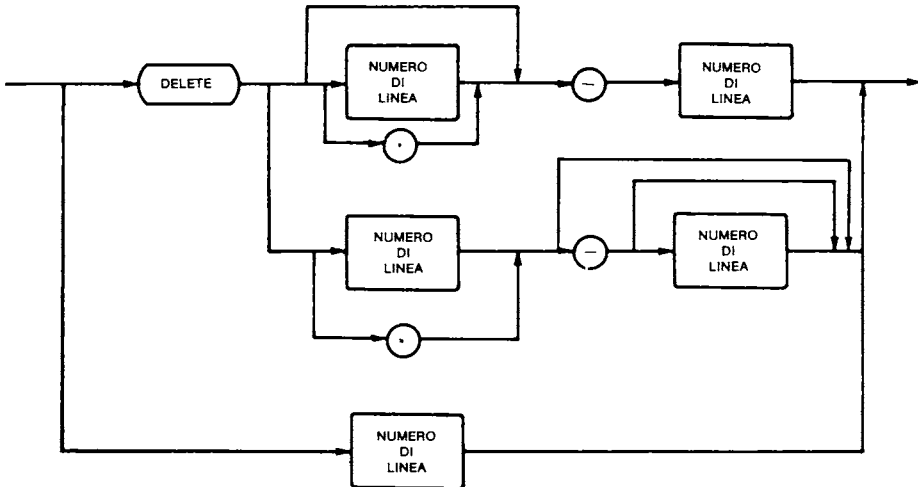 DELETE
NUMERO
DI
LINEA
.
—
NUMERO
DI
LINEA
NUMERO
DI
LINEA
.
—
NUMERO
DI
LINEA
NUMERO
DI
LINEA